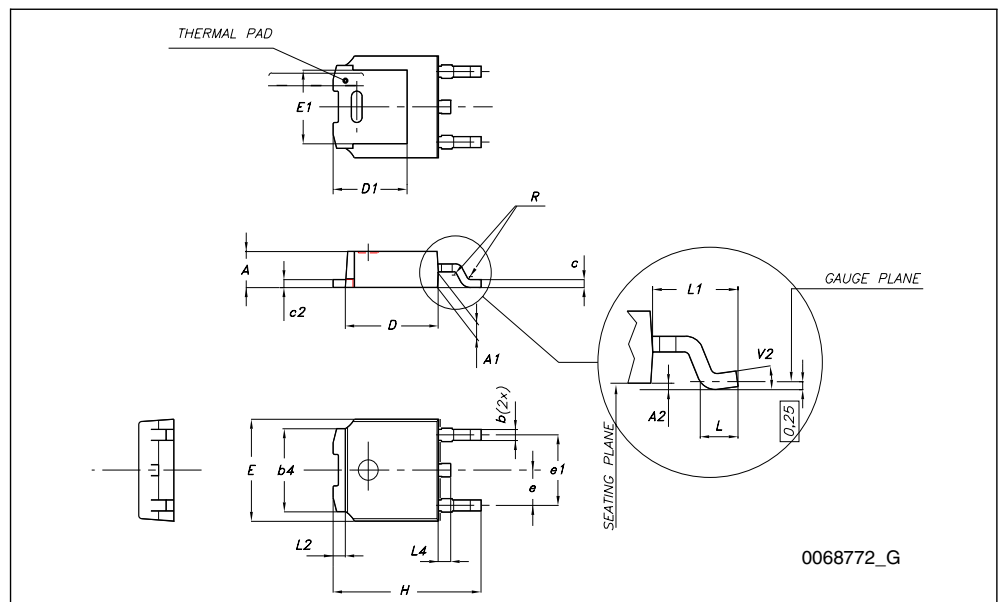 THERMAL PAD
E1
D1
R
A
c
c2
D
A1
L1
GAUGE PLANE
V2
A2
L
0,25
SEATING PLANE
b(2x)
E
b4
e
e1
L2
L4
H
0068772_G